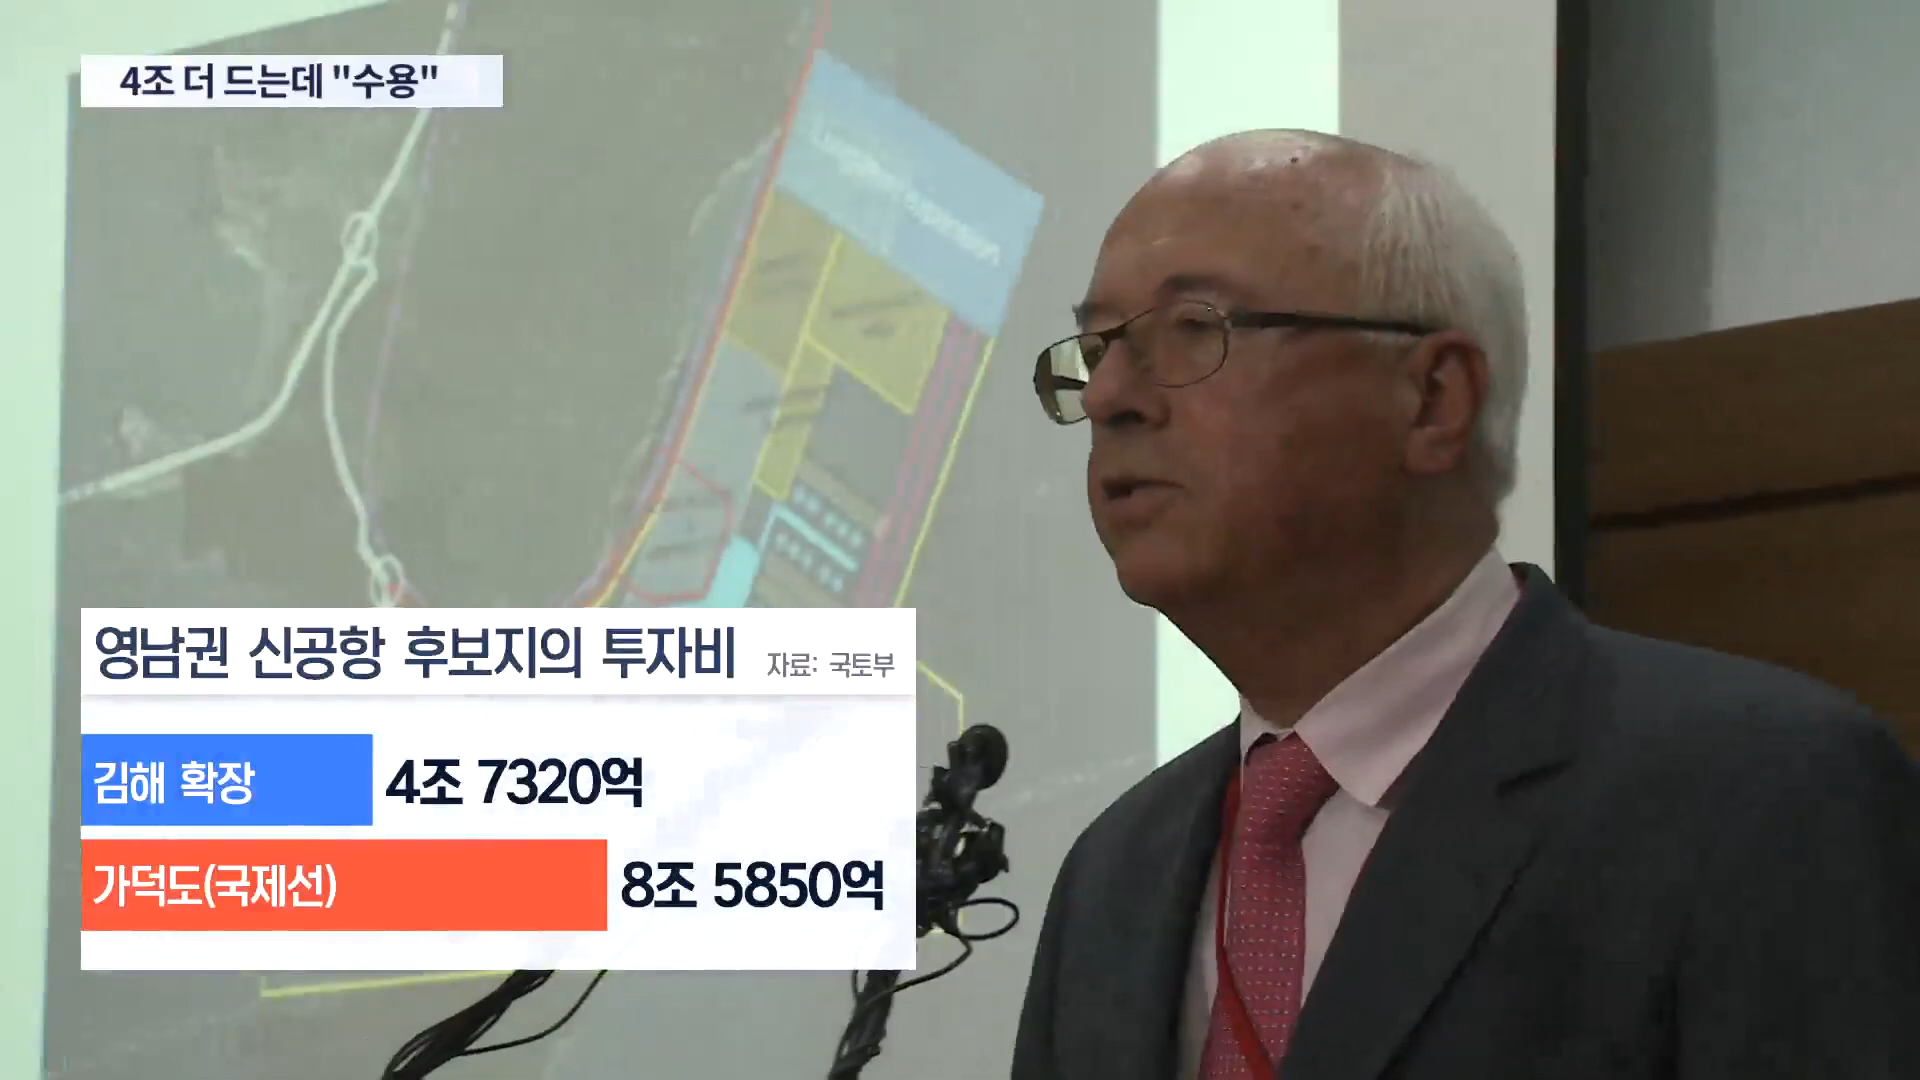 4조 더 드는데 "수용"
영남권 신공항 후보지의 투자비 자료: 국토부
김해 확장 4조 7320억
가덕도(국제선) 8조 5850억